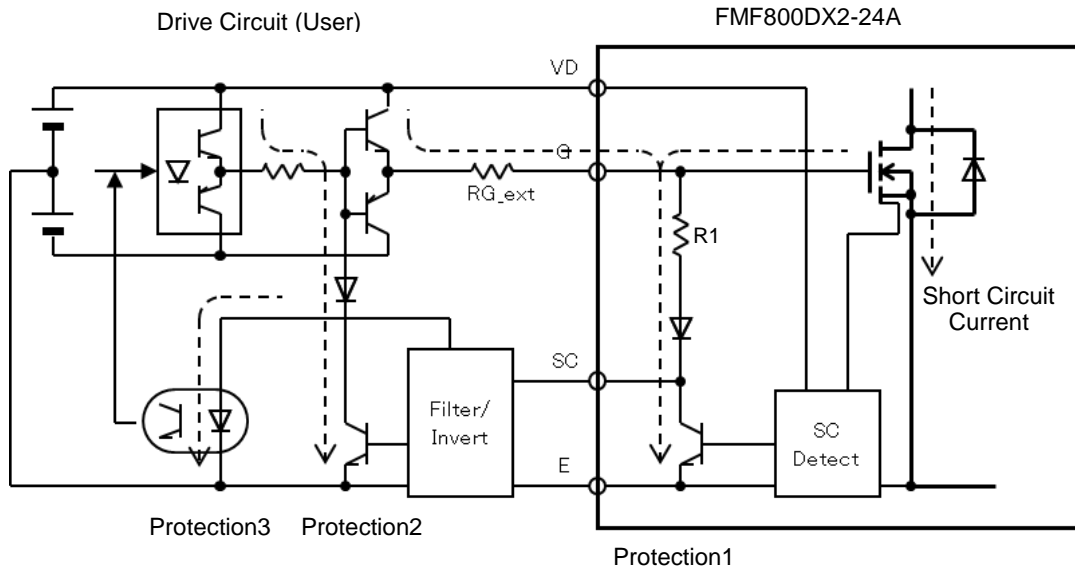 Drive Circuit (User)
FMF800DX2-24A
VD
G
RG_ext
R1
Short Circuit
Current
SC
Filter/
Invert
SC
Detect
E
Protection3
Protection2
Protection1